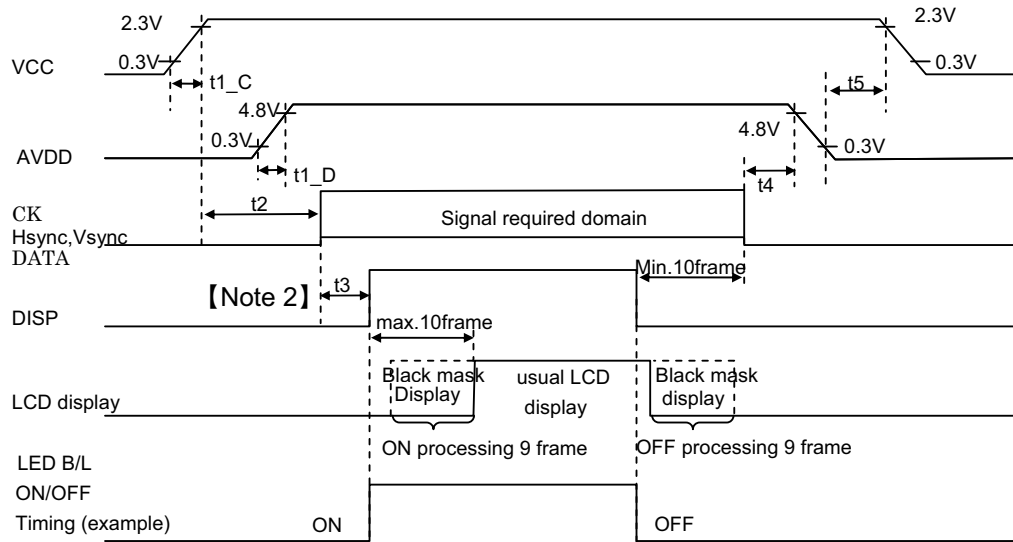 2.3V 2.3V
VCC 0.3V 0.3V
t1_C t5
4.8V 4.8V
0.3V 0.3V
AVDD
t1_D t4
t2
CK
Hsync,Vsync Signal required domain
DATA
Min.10frame
【Note 2】 t3
DISP
max.10frame
Black mask usual LCD Black mask
Display display display
LCD display
ON processing 9 frame OFF processing 9 frame
LED B/L
ON/OFF
Timing (example) ON OFF